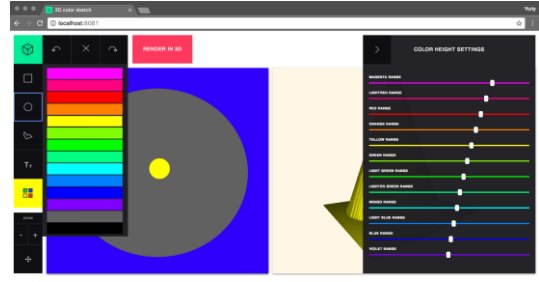 3D color sketch
Yuriy
localhost:8081
RENDER IN 3D
COLOR HEIGHT SETTINGS
MAGENTA RANGE
LIGHTRED RANGE
RED RANGE
ORANGE RANGE
YELLOW RANGE
GREEN RANGE
LIGHT GREEN RANGE
LIGHTER GREEN RANGE
INDIGO RANGE
LIGHT BLUE RANGE
BLUE RANGE
VIOLET RANGE
TT